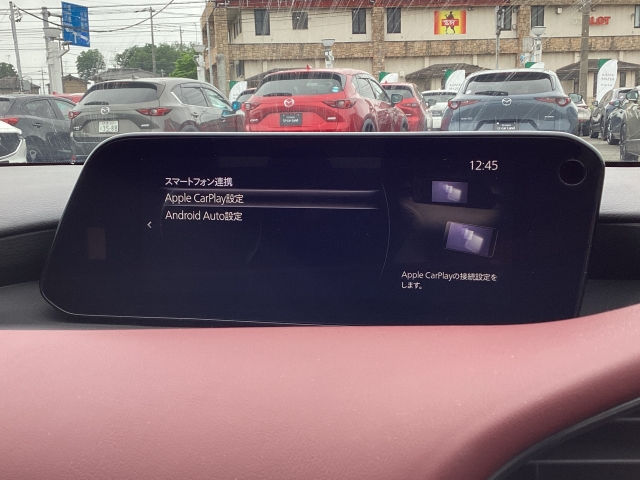 12:45
スマートフォン連携
Apple CarPlay設定
Android Auto設定
Apple CarPlayの接続設定を
します。